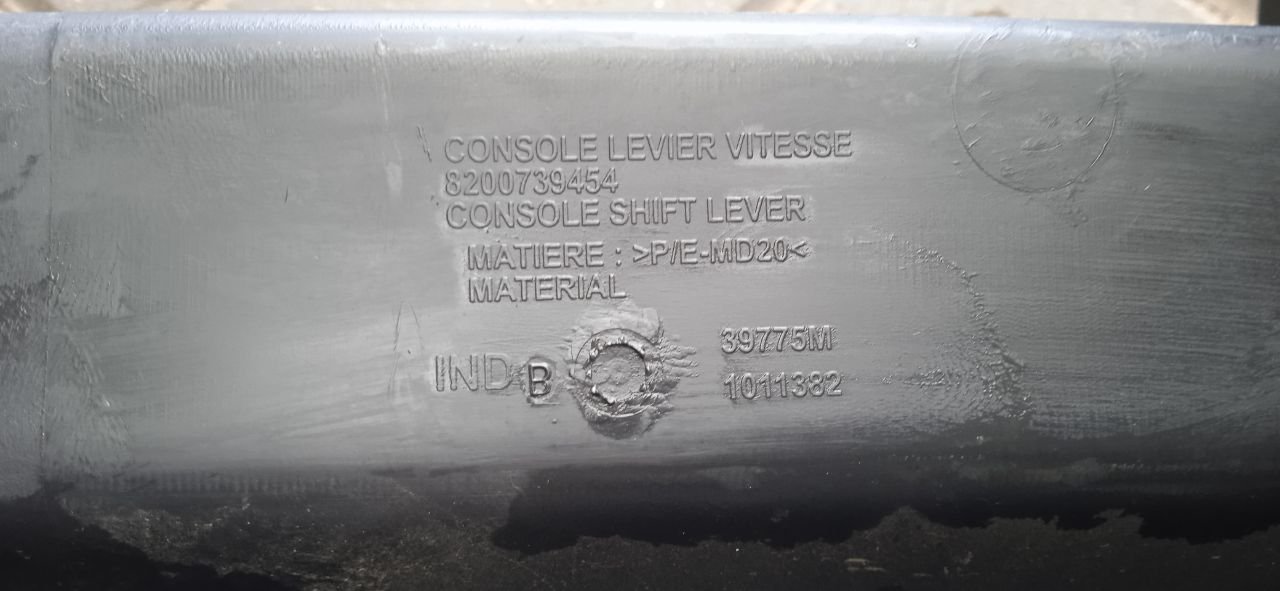 CONSOLE LEVIER VITESSE
8200739454
CONSOLE SHIFT LEVER
MATIERE : >P/E-MD20<
MATERIAL
39775M
IND B
1011382